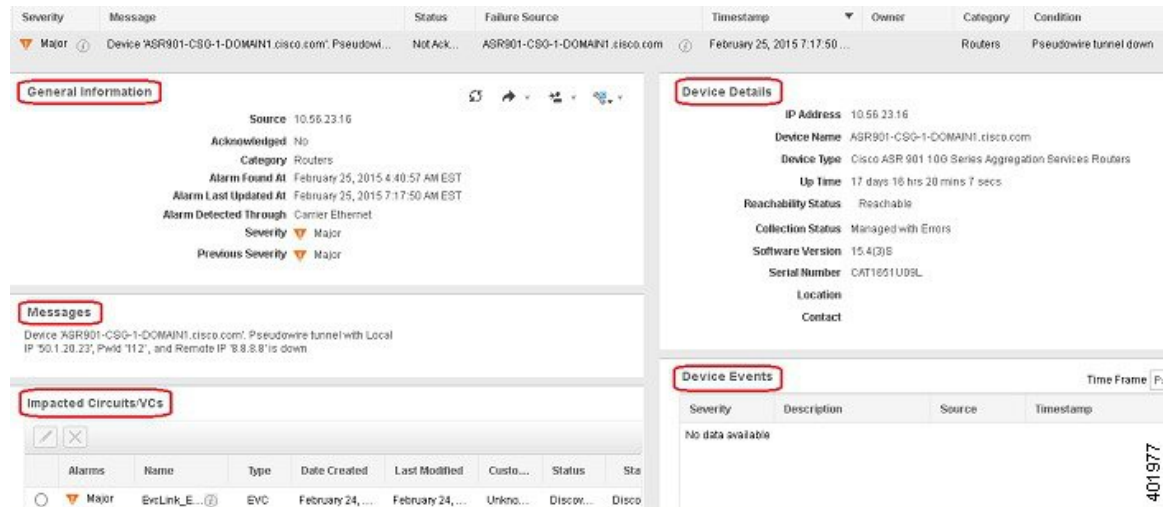 Severity Message Status Failure Source Timestamp Owner Category Condition
Major Device 'ASR901-CSG-1-DOMAIN1.cisco.com'. Pseudowi... Not Ack... ASR901-CSG-1-DOMAIN1.cisco.com February 25, 2015 7:17:50 ... Routers Pseudowire tunnel down
General Information
Source 10.56.23.16
Acknowledged No
Category Routers
Alarm Found At February 25, 2015 4:40:57 AM EST
Alarm Last Updated At February 25, 2015 7:17:50 AM EST
Alarm Detected Through Carrier Ethernet
Severity Major
Previous Severity Major
Messages
Device 'ASR901-CSG-1-DOMAIN1.cisco.com'. Pseudowire tunnel with Local
IP '50.1.20.23', PwId '112', and Remote IP '8.8.8.8' is down
Impacted Circuits/VCs
Alarms Name Type Date Created Last Modified Custo... Status Sta
Major EvcLink_E... EVC February 24, ... February 24, ... Unkno... Discov... Disco
Device Details
IP Address 10.56.23.16
Device Name ASR901-CSG-1-DOMAIN1.cisco.com
Device Type Cisco ASR 901 10G Series Aggregation Services Routers
Up Time 17 days 16 hrs 20 mins 7 secs
Reachability Status Reachable
Collection Status Managed with Errors
Software Version 15.4(3)S
Serial Number CAT1651U09L
Location
Contact
Device Events
Time Frame Pa
Severity Description Source Timestamp
No data available
401977